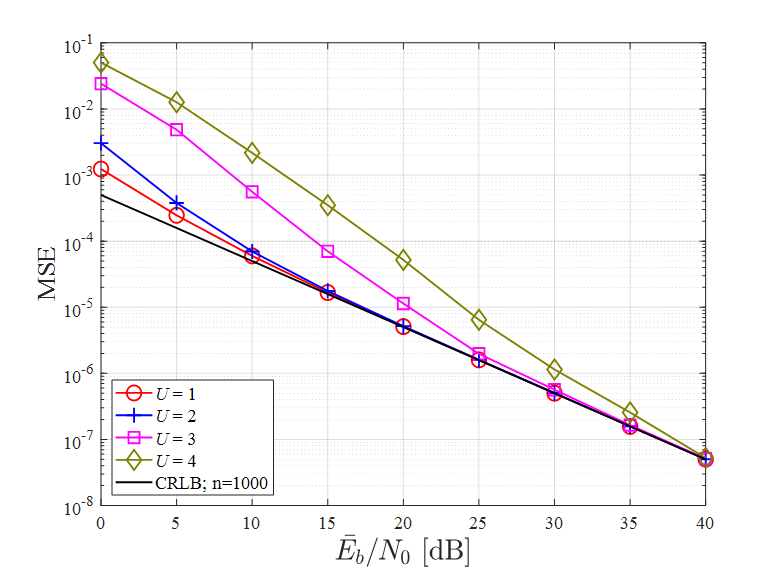 10⁻¹
10⁻²
10⁻³
10⁻⁴
10⁻⁵
10⁻⁶
10⁻⁷
10⁻⁸
MSE
U = 1
U = 2
U = 3
U = 4
CRLB; n=1000
0 5 10 15 20 25 30 35 40
Ē_b/N_0 [dB]